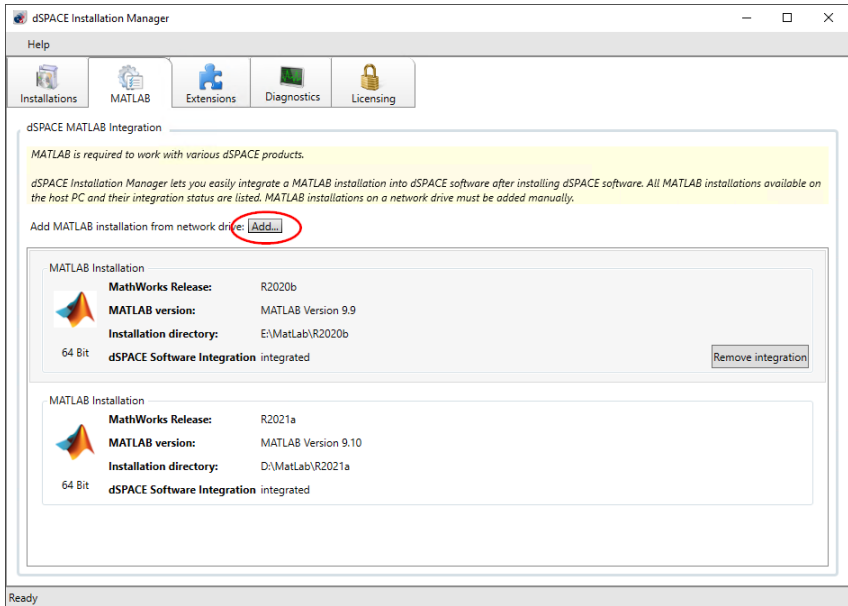 dSPACE Installation Manager
Help
Installations MATLAB Extensions Diagnostics Licensing
dSPACE MATLAB Integration
MATLAB is required to work with various dSPACE products.
dSPACE Installation Manager lets you easily integrate a MATLAB installation into dSPACE software after installing dSPACE software. All MATLAB installations available on
the host PC and their integration status are listed. MATLAB installations on a network drive must be added manually.
Add MATLAB installation from network drive: Add...
MATLAB Installation
MathWorks Release: R2020b
MATLAB version: MATLAB Version 9.9
Installation directory: E:\MatLab\R2020b
64 Bit dSPACE Software Integration integrated Remove integration
MATLAB Installation
MathWorks Release: R2021a
MATLAB version: MATLAB Version 9.10
Installation directory: D:\MatLab\R2021a
64 Bit dSPACE Software Integration integrated
Ready